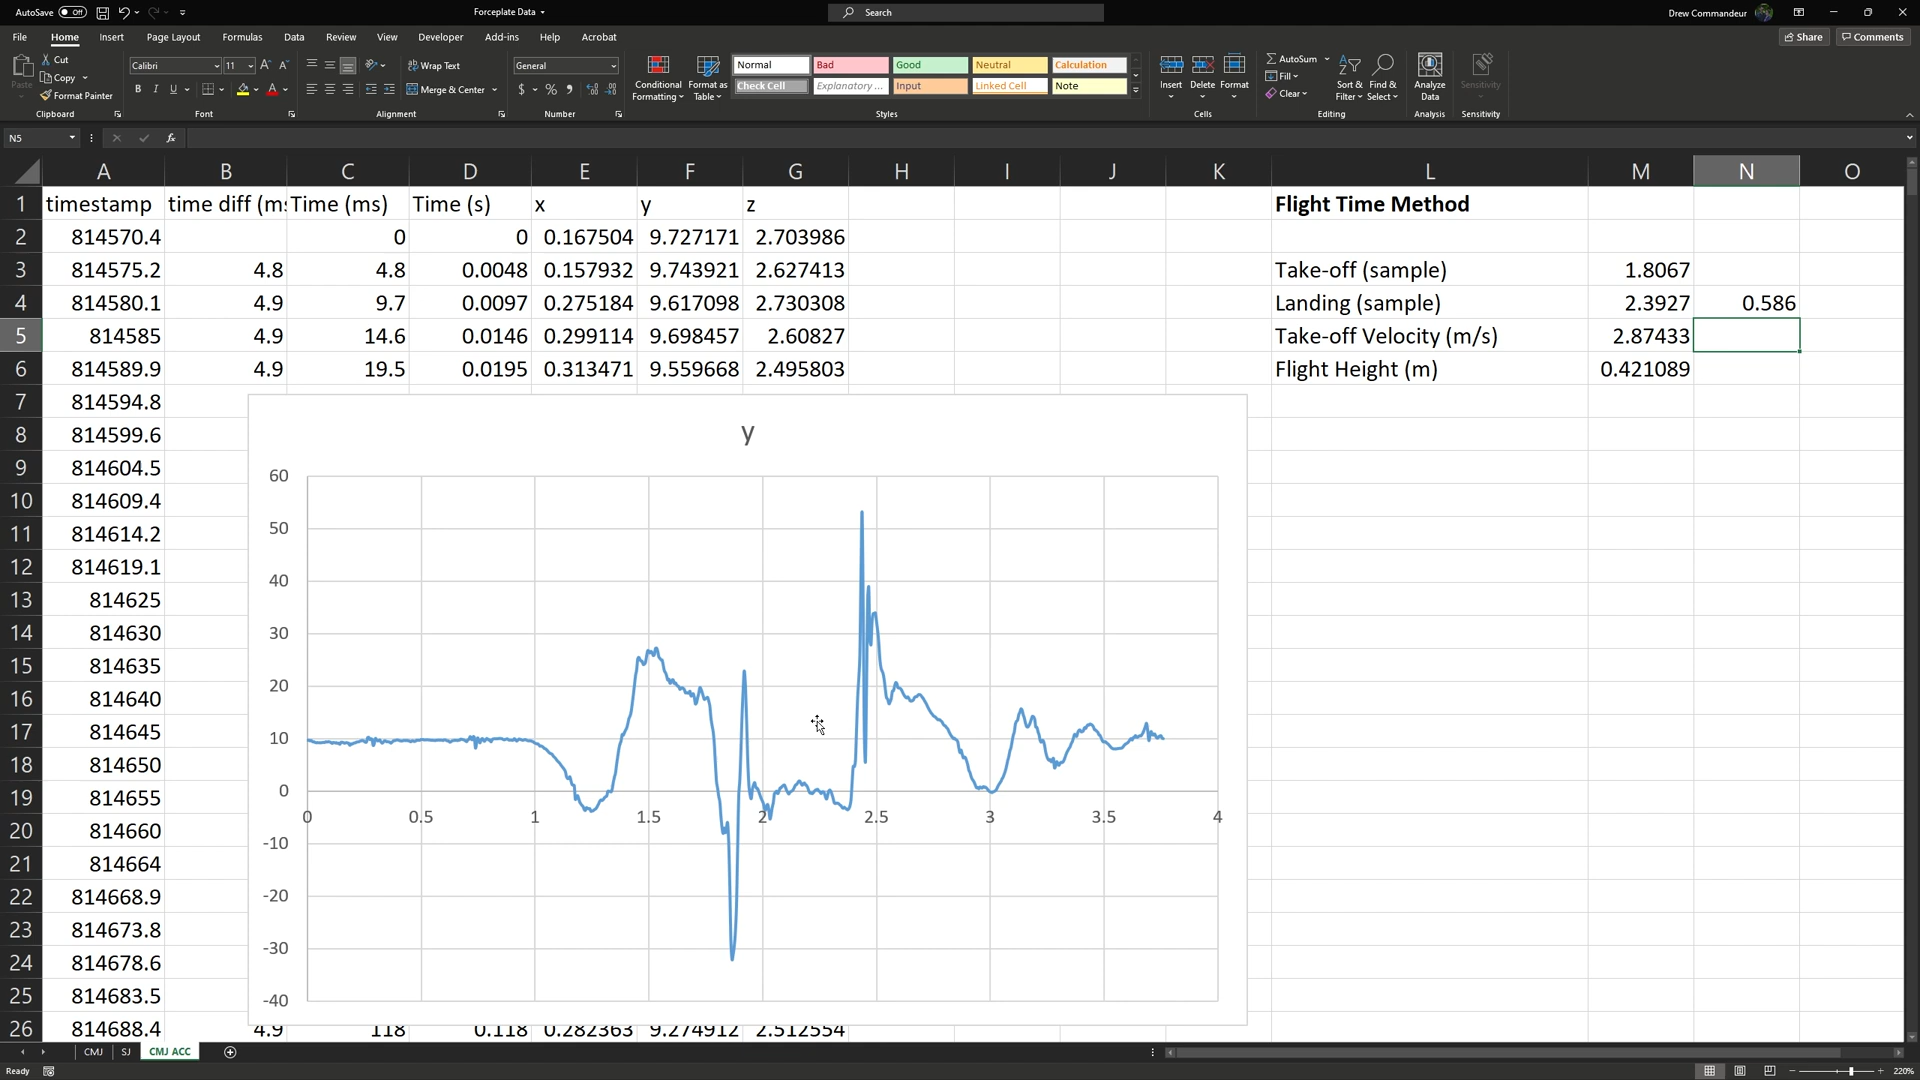 AutoSave Off
Forceplate Data
Search
Drew Commandeur
File Home Insert Page Layout Formulas Data Review View Developer Add-ins Help Acrobat
Share Comments
Paste
Cut
Copy
Format Painter
Clipboard
Calibri 11
B I U
Font
Wrap Text
Merge & Center
Alignment
General
$ % 9
Number
Conditional Formatting
Format as Table
Normal Bad Good Neutral Calculation
Check Cell Explanatory ... Input Linked Cell Note
Styles
Insert Delete Format
Cells
AutoSum
Fill
Clear
Sort & Filter
Find & Select
Editing
Analyze Data
Analysis
Sensitivity
Sensitivity
N5
fx
A B C D E F G H I J K L M N O
1 timestamp time diff (ms Time (ms) Time (s) x y z Flight Time Method
2 814570.4 0 0 0.167504 9.727171 2.703986
3 814575.2 4.8 4.8 0.0048 0.157932 9.743921 2.627413 Take-off (sample) 1.8067
4 814580.1 4.9 9.7 0.0097 0.275184 9.617098 2.730308 Landing (sample) 2.3927 0.586
5 814585 4.9 14.6 0.0146 0.299114 9.698457 2.60827 Take-off Velocity (m/s) 2.87433
6 814589.9 4.9 19.5 0.0195 0.313471 9.559668 2.495803 Flight Height (m) 0.421089
7 814594.8
8 814599.6
9 814604.5
10 814609.4
11 814614.2
12 814619.1
13 814625
14 814630
15 814635
16 814640
17 814645
18 814650
19 814655
20 814660
21 814664
22 814668.9
23 814673.8
24 814678.6
25 814683.5
26 814688.4 4.9 118 0.118 0.282363 9.274912 2.512554
y
60
50
40
30
20
10
0
-10
-20
-30
-40
0 0.5 1 1.5 2 2.5 3 3.5 4
CMJ SJ CMJ ACC
Ready
220%